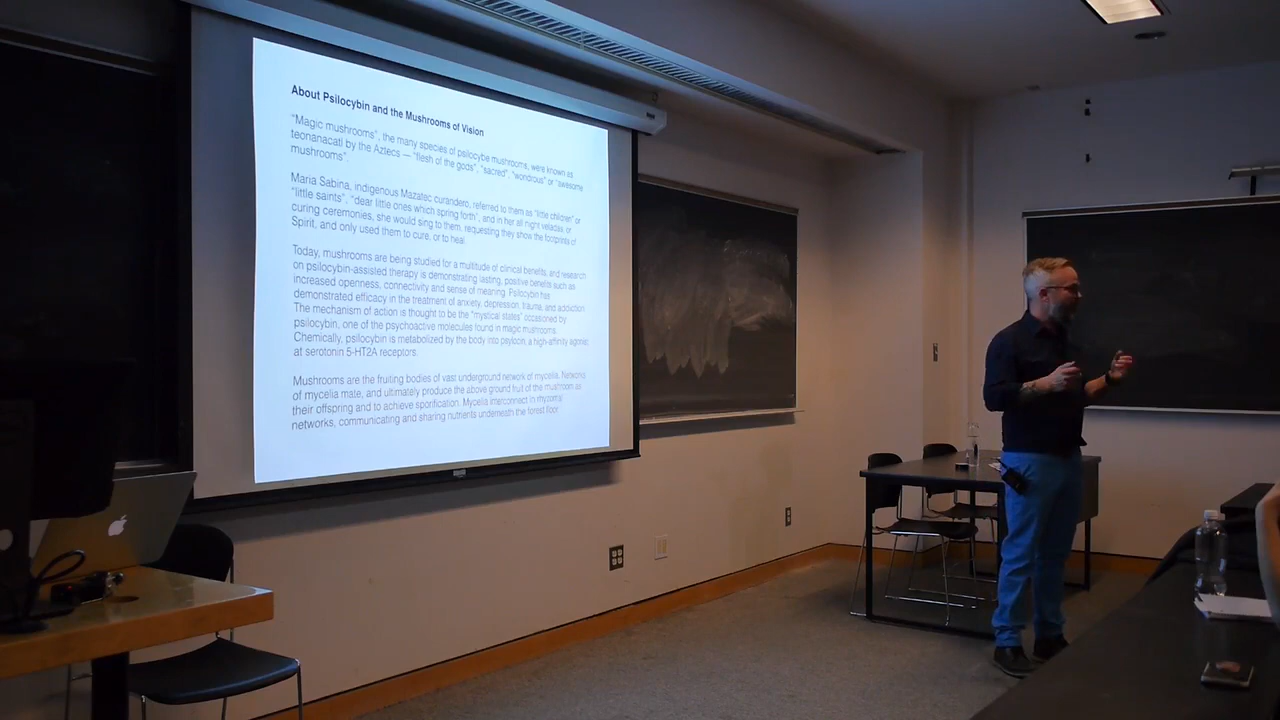 About Psilocybin and the Mushrooms of Vision
"Magic mushrooms", the many species of psilocybe mushrooms, were known as
teonanacatl by the Aztecs — "flesh of the gods", "sacred", "wondrous" or "awesome
mushrooms".
Maria Sabina, indigenous Mazatec curandero, referred to them as "little children" or
"little saints", "dear little ones which spring forth", and in her all night veladas, or
curing ceremonies, she would sing to them, requesting they show the footprints of
Spirit, and only used them to cure, or to heal.
Today, mushrooms are being studied for a multitude of clinical benefits, and research
on psilocybin-assisted therapy is demonstrating lasting, positive benefits such as
increased openness, connectivity and sense of meaning. Psilocybin has
demonstrated efficacy in the treatment of anxiety, depression, trauma, and addiction.
The mechanism of action is thought to be the "mystical states" occasioned by
psilocybin, one of the psychoactive molecules found in magic mushrooms.
Chemically, psilocybin is metabolized by the body into psylocin, a high-affinity agonist
at serotonin 5-HT2A receptors.
Mushrooms are the fruiting bodies of vast underground network of mycelia. Networks
of mycelia mate, and ultimately produce the above ground fruit of the mushroom as
their offspring and to achieve sporification. Mycelia interconnect in rhyzomal
networks, communicating and sharing nutrients underneath the forest floor.